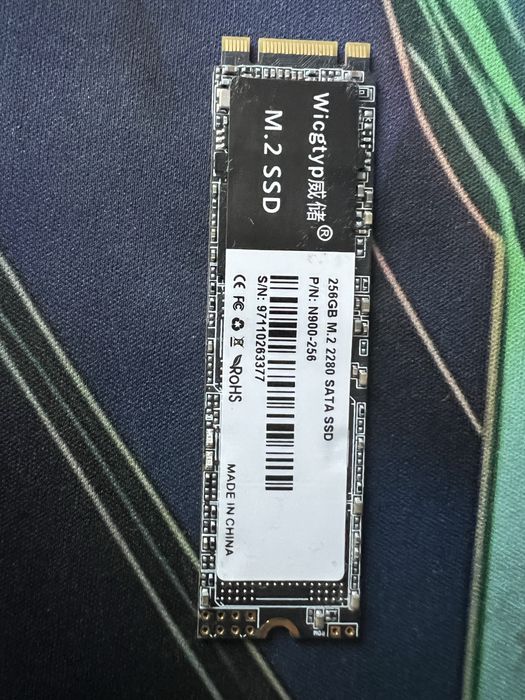 Wicgtyp威储®
M.2 SSD
256GB M.2 2280 SATA SSD
P/N: N900-256
S/N: 97110263377
CE FC RoHS
MADE IN CHINA